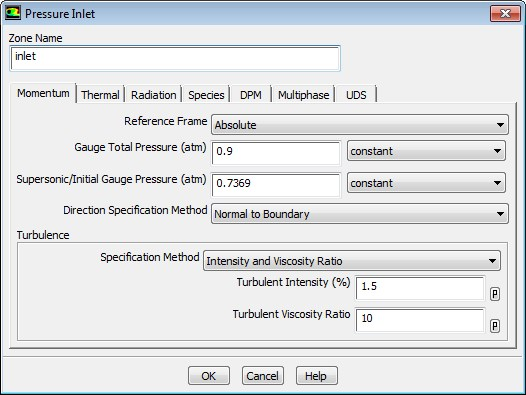 Pressure Inlet
Zone Name
inlet
Momentum Thermal Radiation Species DPM Multiphase UDS
Reference Frame Absolute
Gauge Total Pressure (atm) 0.9 constant
Supersonic/Initial Gauge Pressure (atm) 0.7369 constant
Direction Specification Method Normal to Boundary
Turbulence
Specification Method Intensity and Viscosity Ratio
Turbulent Intensity (%) 1.5 P
Turbulent Viscosity Ratio 10 P
OK Cancel Help